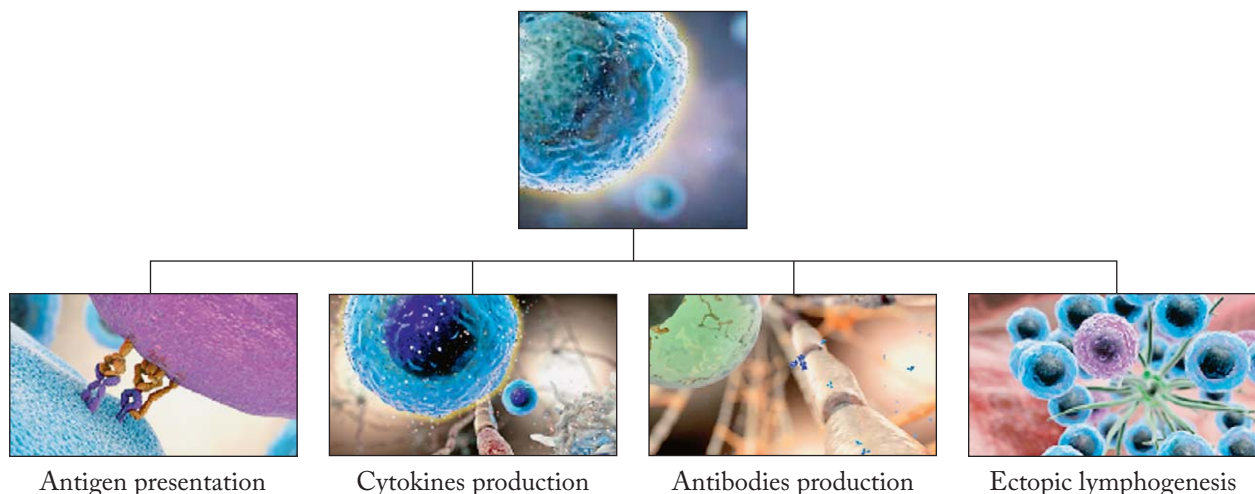 Antigen presentation
Cytokines production
Antibodies production
Ectopic lymphogenesis